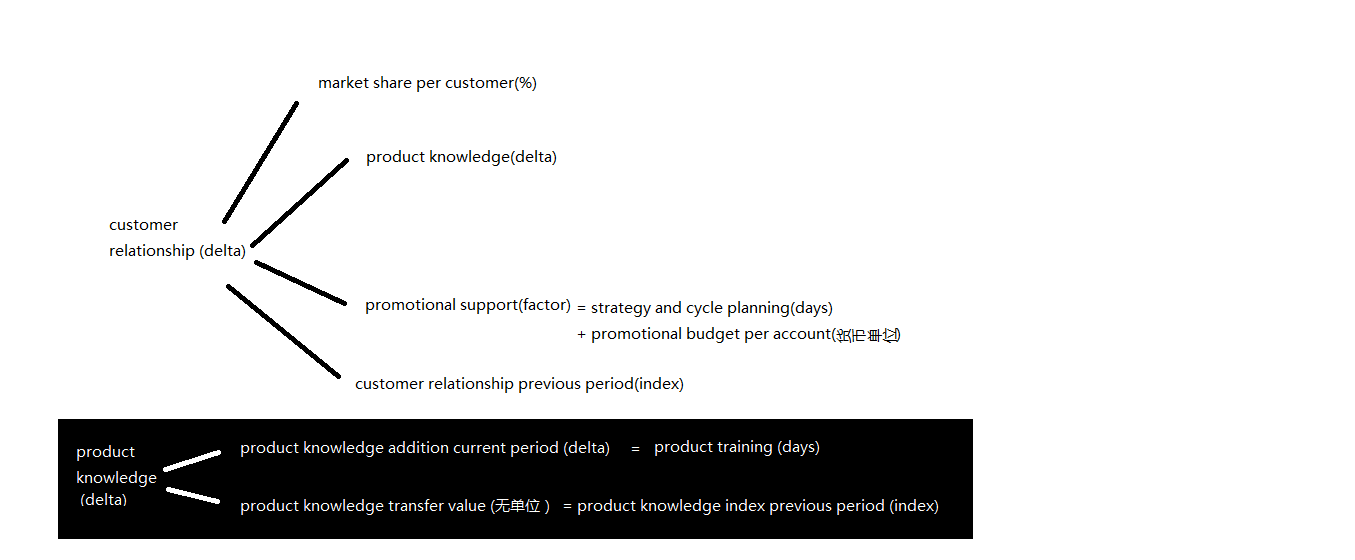 market share per customer(%)
product knowledge(delta)
customer
relationship (delta)
promotional support(factor) = strategy and cycle planning(days)
+ promotional budget per account()
customer relationship previous period(index)
product knowledge addition current period (delta) = product training (days)
product
knowledge
(delta)
product knowledge transfer value (无单位 ) = product knowledge index previous period (index)